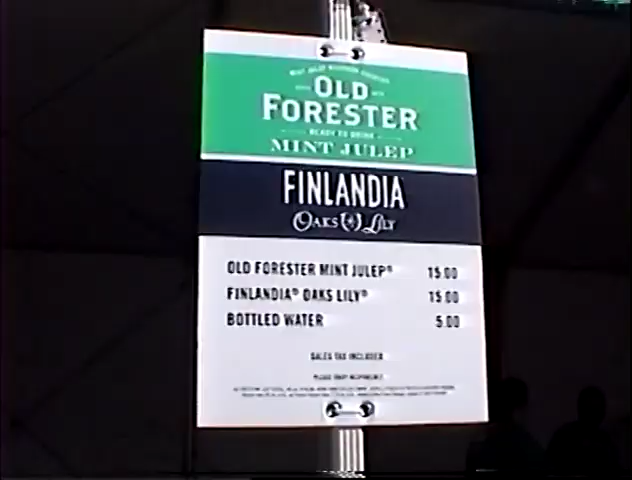 OLD
FORESTER
READY TO DRINK
MINT JULEP
FINLANDIA
OAKS LILY
OLD FORESTER MINT JULEP® 15.00
FINLANDIA® OAKS LILY® 15.00
BOTTLED WATER 5.00
SALES TAX INCLUDED
PLEASE DRINK RESPONSIBLY